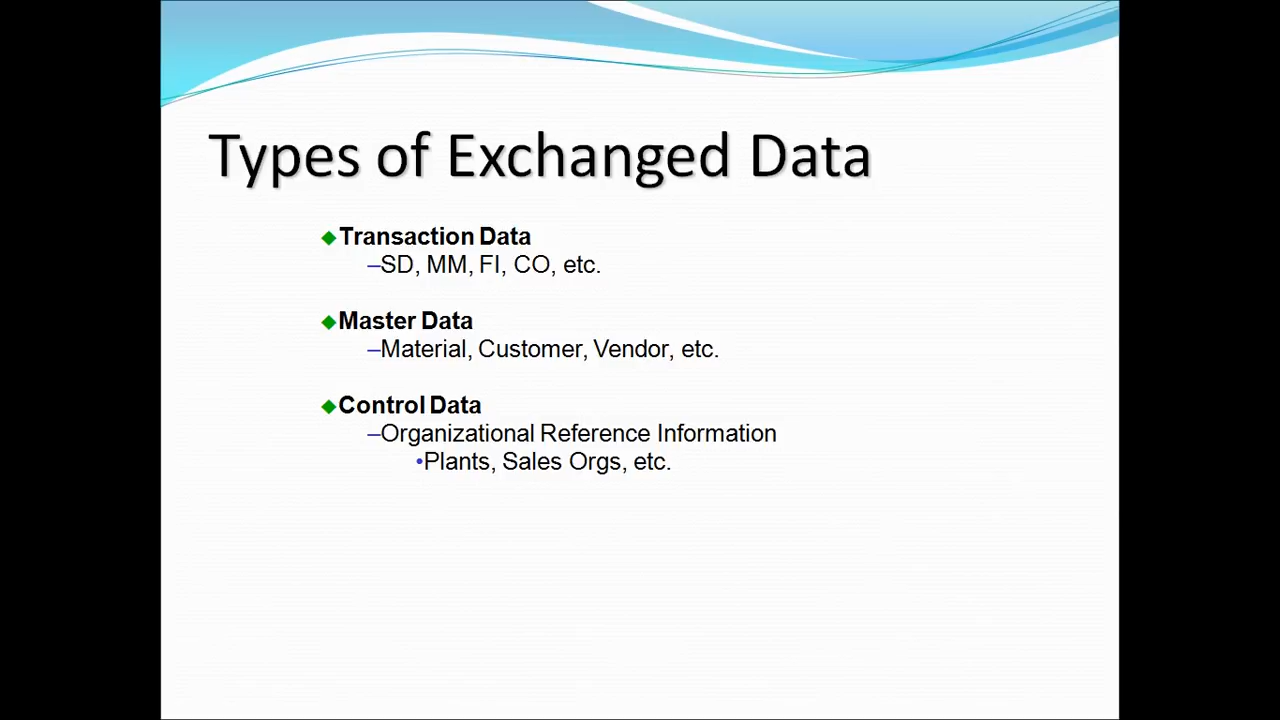 Types of Exchanged Data
◆Transaction Data
–SD, MM, FI, CO, etc.
◆Master Data
–Material, Customer, Vendor, etc.
◆Control Data
–Organizational Reference Information
•Plants, Sales Orgs, etc.